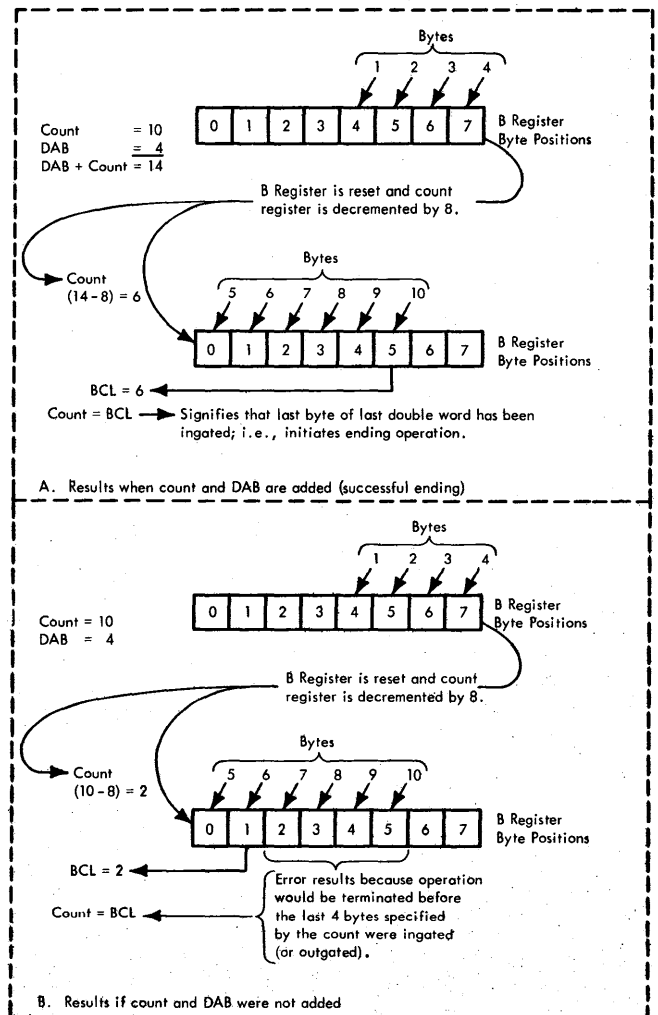 Bytes
1 2 3 4
0 1 2 3 4 5 6 7
B Register
Byte Positions
Count = 10
DAB = 4
DAB + Count = 14
B Register is reset and count
register is decremented by 8.
Count
(14 - 8) = 6
Bytes
5 6 7 8 9 10
0 1 2 3 4 5 6 7
B Register
Byte Positions
BCL = 6
Count = BCL Signifies that last byte of last double word has been
ingated; i.e., initiates ending operation.
A. Results when count and DAB are added (successful ending)
Bytes
1 2 3 4
0 1 2 3 4 5 6 7
B Register
Byte Positions
Count = 10
DAB = 4
B Register is reset and count
register is decremented by 8.
Count
(10 - 8) = 2
Bytes
5 6 7 8 9 10
0 1 2 3 4 5 6 7
B Register
Byte Positions
BCL = 2
Count = BCL
Error results because operation
would be terminated before
the last 4 bytes specified
by the count were ingated
(or outgated).
B. Results if count and DAB were not added